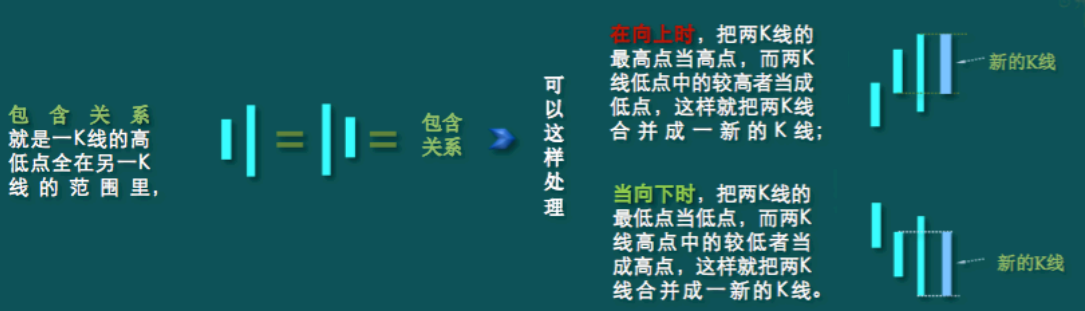 包含关系
就是一K线的高
低点全在另一K
线的范围里，
=
=
包含
关系
可以这样处理
在向上时，把两K线的
最高点当高点，而两K
线低点中的较高者当成
低点，这样就把两K线
合并成一新的K线；
新的K线
当向下时，把两K线的
最低点当低点，而两K
线高点中的较低者当
成高点，这样就把两K
线合并成一新的K线。
新的K线